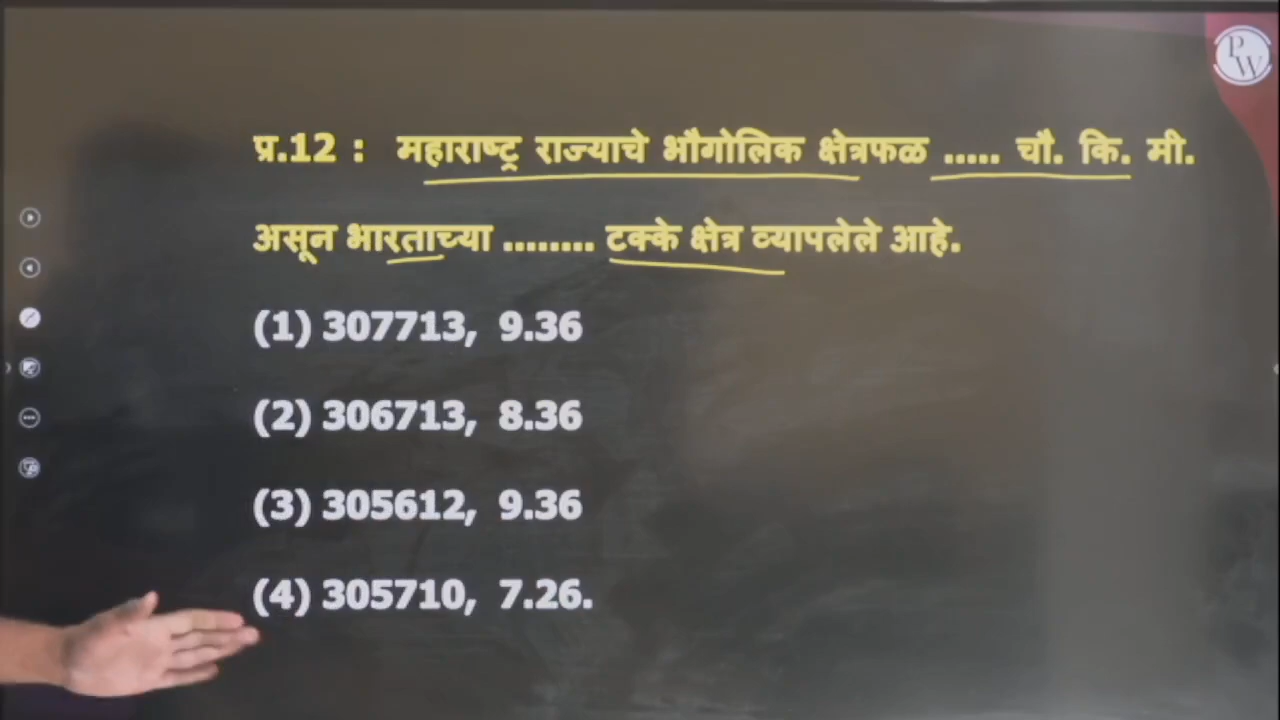 PW
प्र.12 : महाराष्ट्र राज्याचे भौगोलिक क्षेत्रफळ ..... चौ. कि. मी.
असून भारताच्या ........ टक्के क्षेत्र व्यापलेले आहे.
(1) 307713, 9.36
(2) 306713, 8.36
(3) 305612, 9.36
(4) 305710, 7.26.